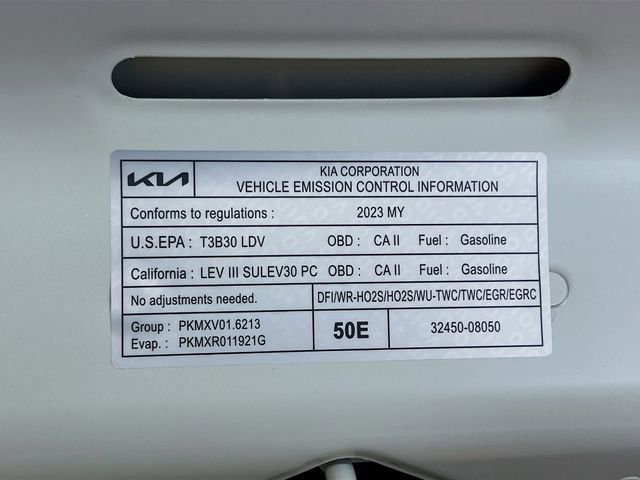 KIA
KIA CORPORATION
VEHICLE EMISSION CONTROL INFORMATION
Conforms to regulations : 2023 MY
U.S.EPA : T3B30 LDV OBD : CA II Fuel : Gasoline
California : LEV III SULEV30 PC OBD : CA II Fuel : Gasoline
No adjustments needed. DFI/WR-HO2S/HO2S/WU-TWC/TWC/EGR/EGRC
Group : PKMXV01.6213
Evap. : PKMXR011921G
50E
32450-08050